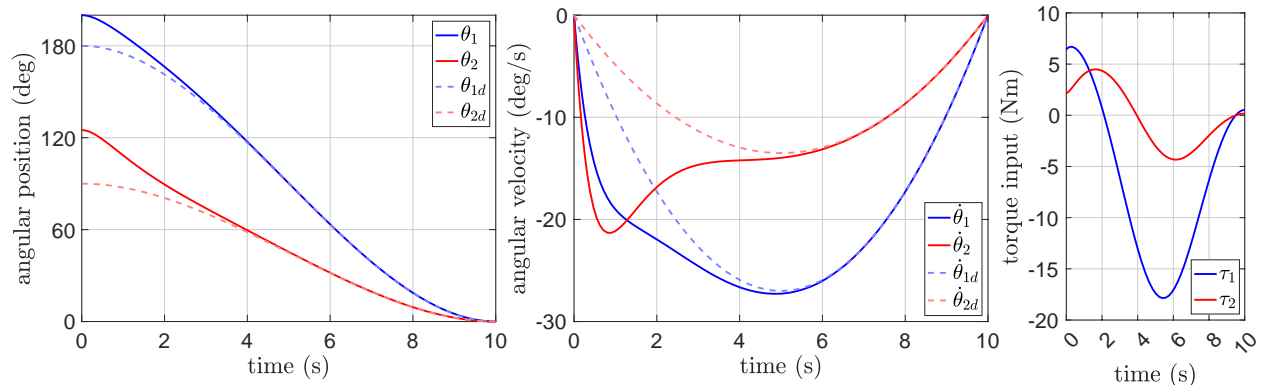 angular position (deg)
180
120
60
0
0 2 4 6 8 10
time (s)
θ₁
θ₂
θ₁d
θ₂d
angular velocity (deg/s)
0
-10
-20
-30
0 2 4 6 8 10
time (s)
θ̇₁
θ̇₂
θ̇₁d
θ̇₂d
torque input (Nm)
10
5
0
-5
-10
-15
-20
0 2 4 6 8 10
time (s)
τ₁
τ₂